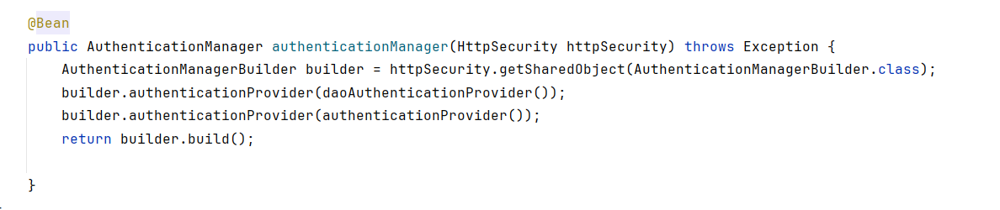 @Bean
public AuthenticationManager authenticationManager(HttpSecurity httpSecurity) throws Exception {
    AuthenticationManagerBuilder builder = httpSecurity.getSharedObject(AuthenticationManagerBuilder.class);
    builder.authenticationProvider(daoAuthenticationProvider());
    builder.authenticationProvider(authenticationProvider());
    return builder.build();
}